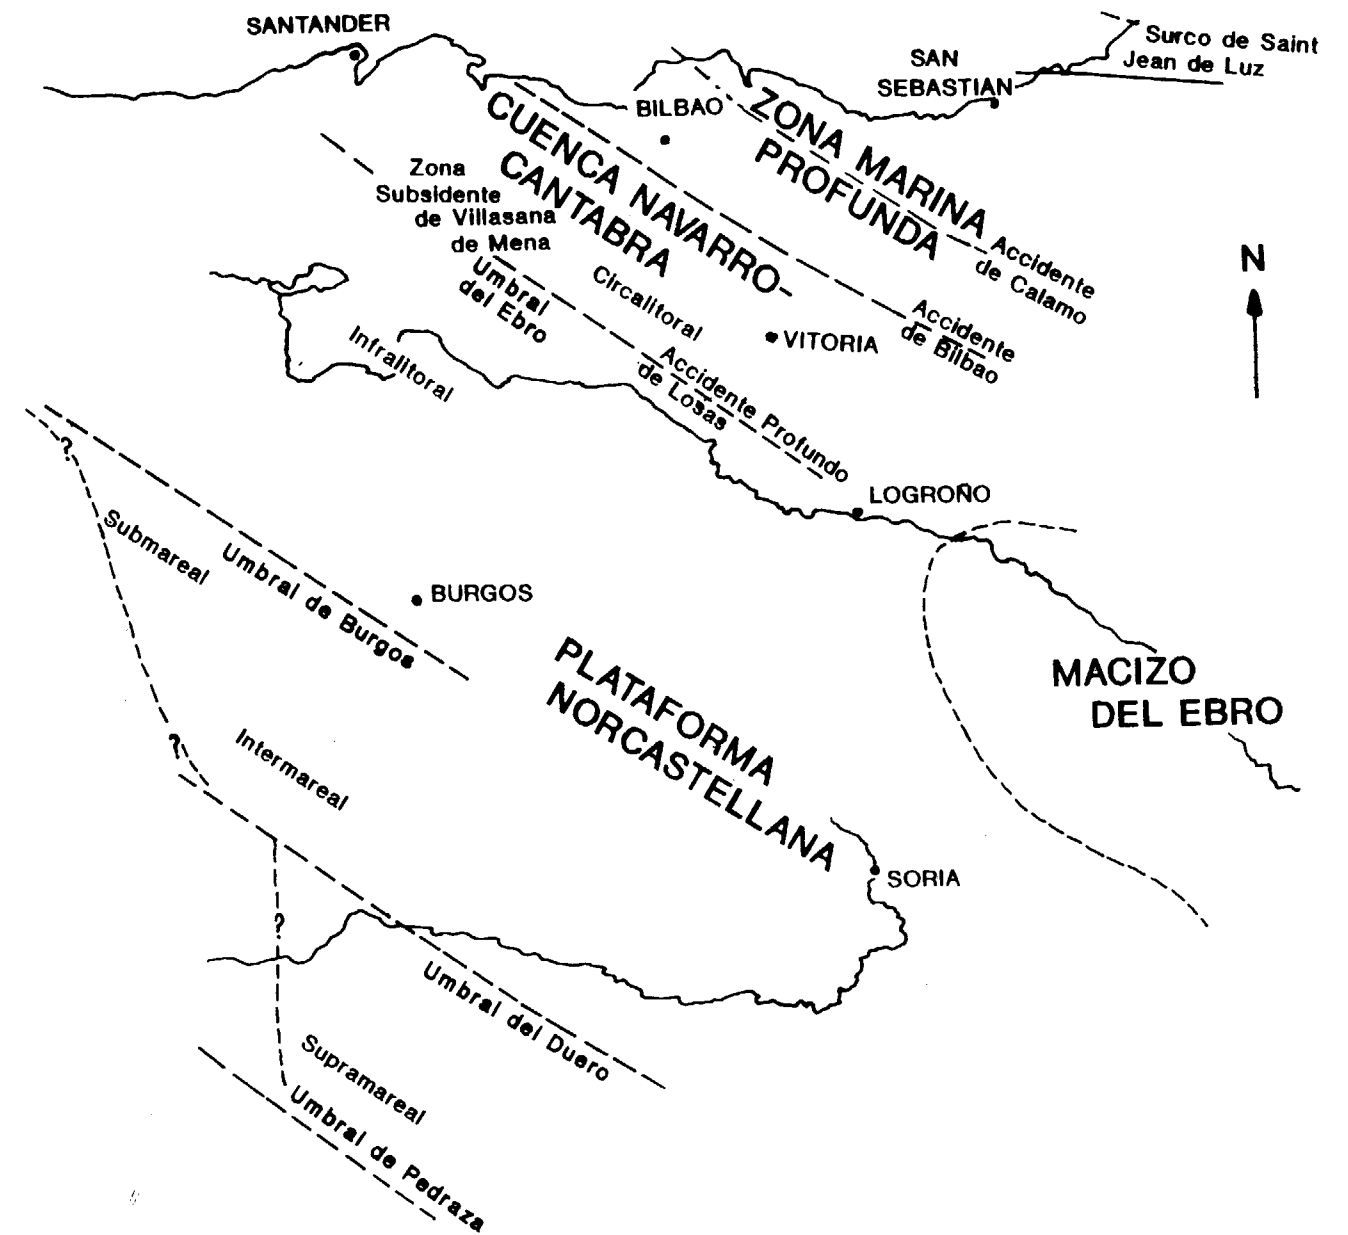 SANTANDER
Surco de Saint
Jean de Luz
SAN
SEBASTIAN
BILBAO
ZONA MARINA
PROFUNDA
CUENCA NAVARRO-
CANTABRA
Zona
Subsidente
de Villasana
de Mena
Accidente
de Calamo
N
Umbral
del Ebro
Circalitoral
Accidente
de Bilbao
VITORIA
Infralitoral
Accidente Profundo
de Losas
LOGROÑO
?
Submareal
Umbral de Burgos
BURGOS
PLATAFORMA
NORCASTELLANA
MACIZO
DEL EBRO
?
Intermareal
SORIA
?
Umbral del Duero
Supramareal
Umbral de Pedraza